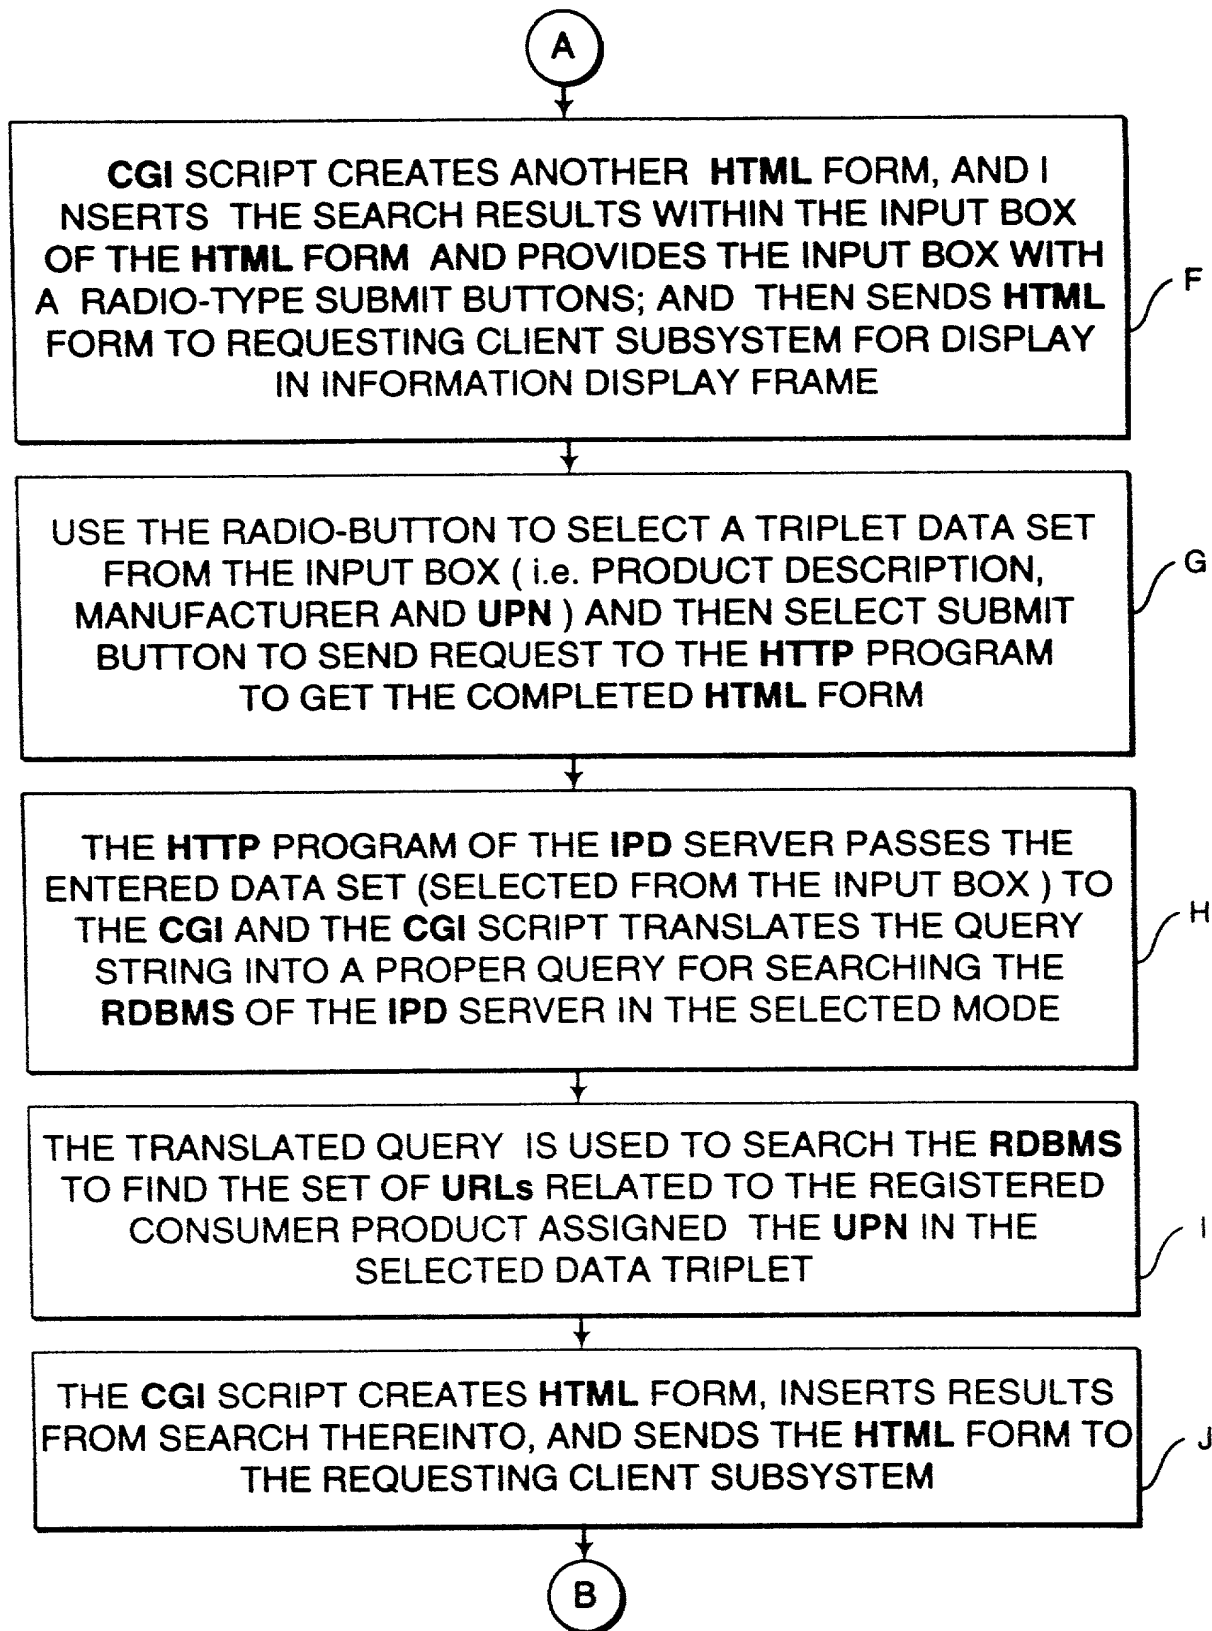 A
CGI SCRIPT CREATES ANOTHER HTML FORM, AND I
NSERTS THE SEARCH RESULTS WITHIN THE INPUT BOX
OF THE HTML FORM AND PROVIDES THE INPUT BOX WITH
A RADIO-TYPE SUBMIT BUTTONS; AND THEN SENDS HTML
FORM TO REQUESTING CLIENT SUBSYSTEM FOR DISPLAY
IN INFORMATION DISPLAY FRAME
F
USE THE RADIO-BUTTON TO SELECT A TRIPLET DATA SET
FROM THE INPUT BOX ( i.e. PRODUCT DESCRIPTION,
MANUFACTURER AND UPN ) AND THEN SELECT SUBMIT
BUTTON TO SEND REQUEST TO THE HTTP PROGRAM
TO GET THE COMPLETED HTML FORM
G
THE HTTP PROGRAM OF THE IPD SERVER PASSES THE
ENTERED DATA SET (SELECTED FROM THE INPUT BOX ) TO
THE CGI AND THE CGI SCRIPT TRANSLATES THE QUERY
STRING INTO A PROPER QUERY FOR SEARCHING THE
RDBMS OF THE IPD SERVER IN THE SELECTED MODE
H
THE TRANSLATED QUERY IS USED TO SEARCH THE RDBMS
TO FIND THE SET OF URLs RELATED TO THE REGISTERED
CONSUMER PRODUCT ASSIGNED THE UPN IN THE
SELECTED DATA TRIPLET
I
THE CGI SCRIPT CREATES HTML FORM, INSERTS RESULTS
FROM SEARCH THEREINTO, AND SENDS THE HTML FORM TO
THE REQUESTING CLIENT SUBSYSTEM
J
B